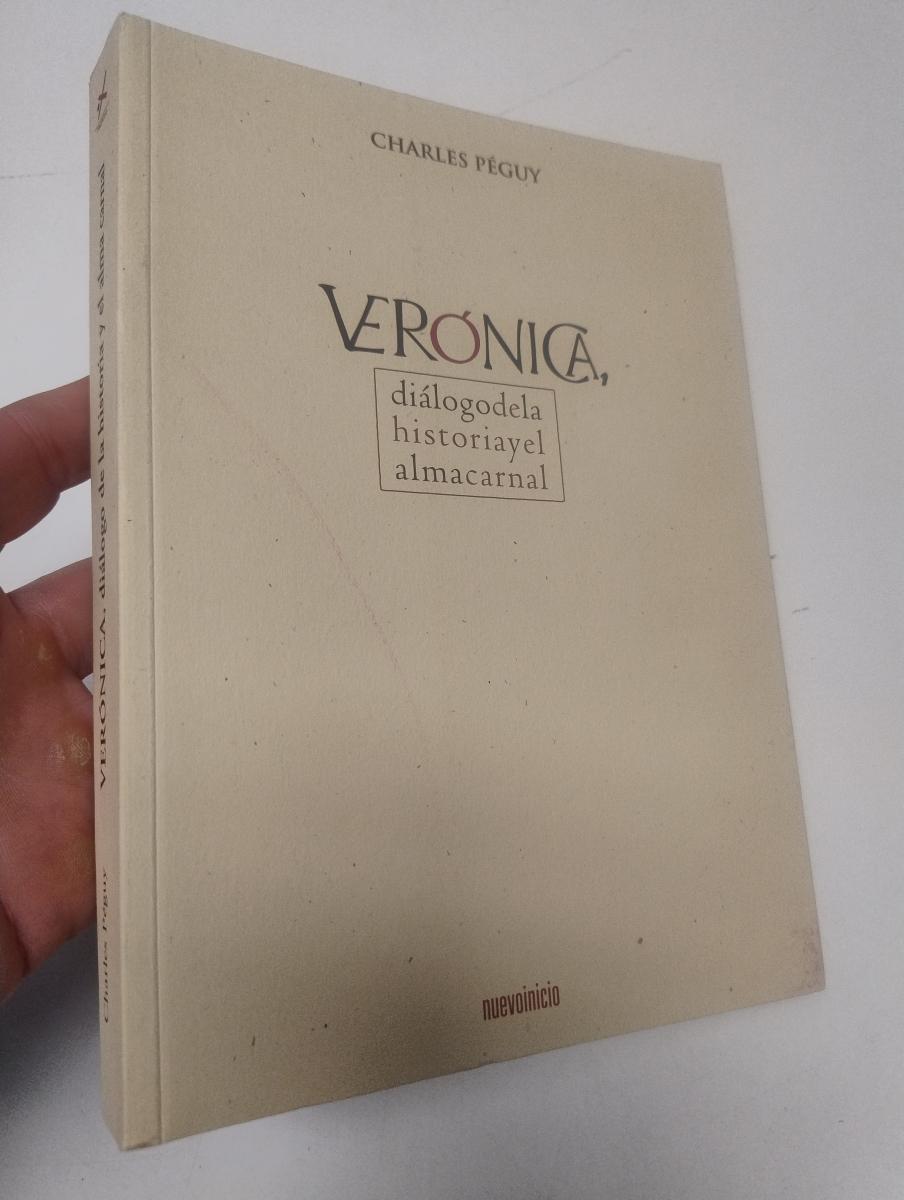 CHARLES PÉGUY
VERÓNICA,
diálogodela
historiayel
almacarnal
nuevoinicio
Charles Péguy
VERÓNICA, diálogo de la historia y el alma carnal